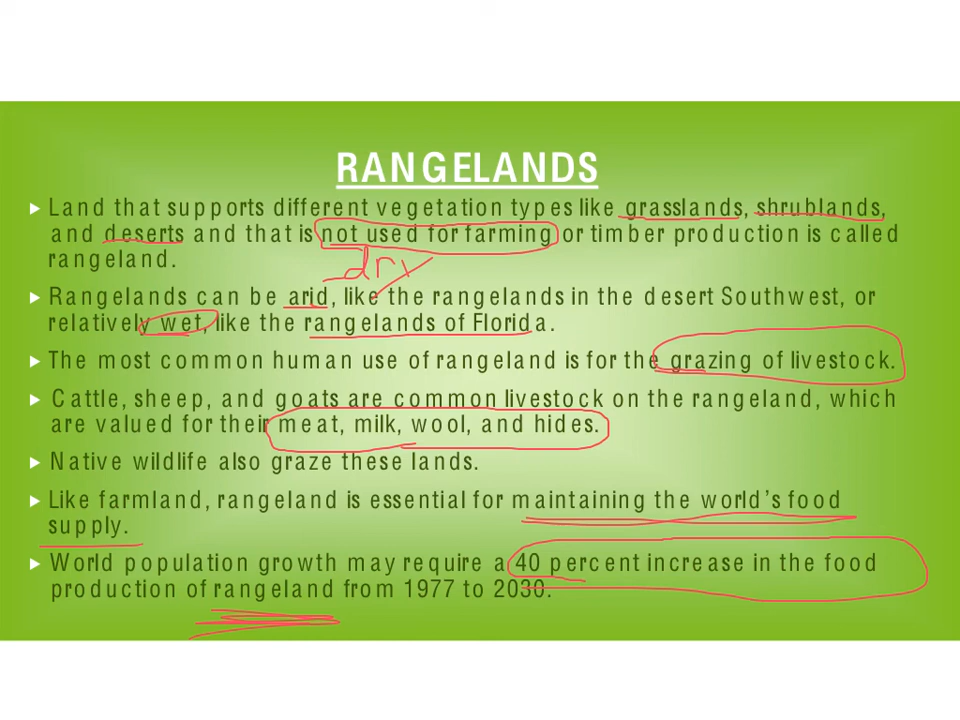 RANGELANDS
Land that supports different vegetation types like grasslands, shrublands,
and deserts and that is not used for farming or timber production is called
rangeland.
dry
Rangelands can be arid, like the rangelands in the desert Southwest, or
relatively wet, like the rangelands of Florida.
The most common human use of rangeland is for the grazing of livestock.
Cattle, sheep, and goats are common livestock on the rangeland, which
are valued for their meat, milk, wool, and hides.
Native wildlife also graze these lands.
Like farmland, rangeland is essential for maintaining the world's food
supply.
World population growth may require a 40 percent increase in the food
production of rangeland from 1977 to 2030.